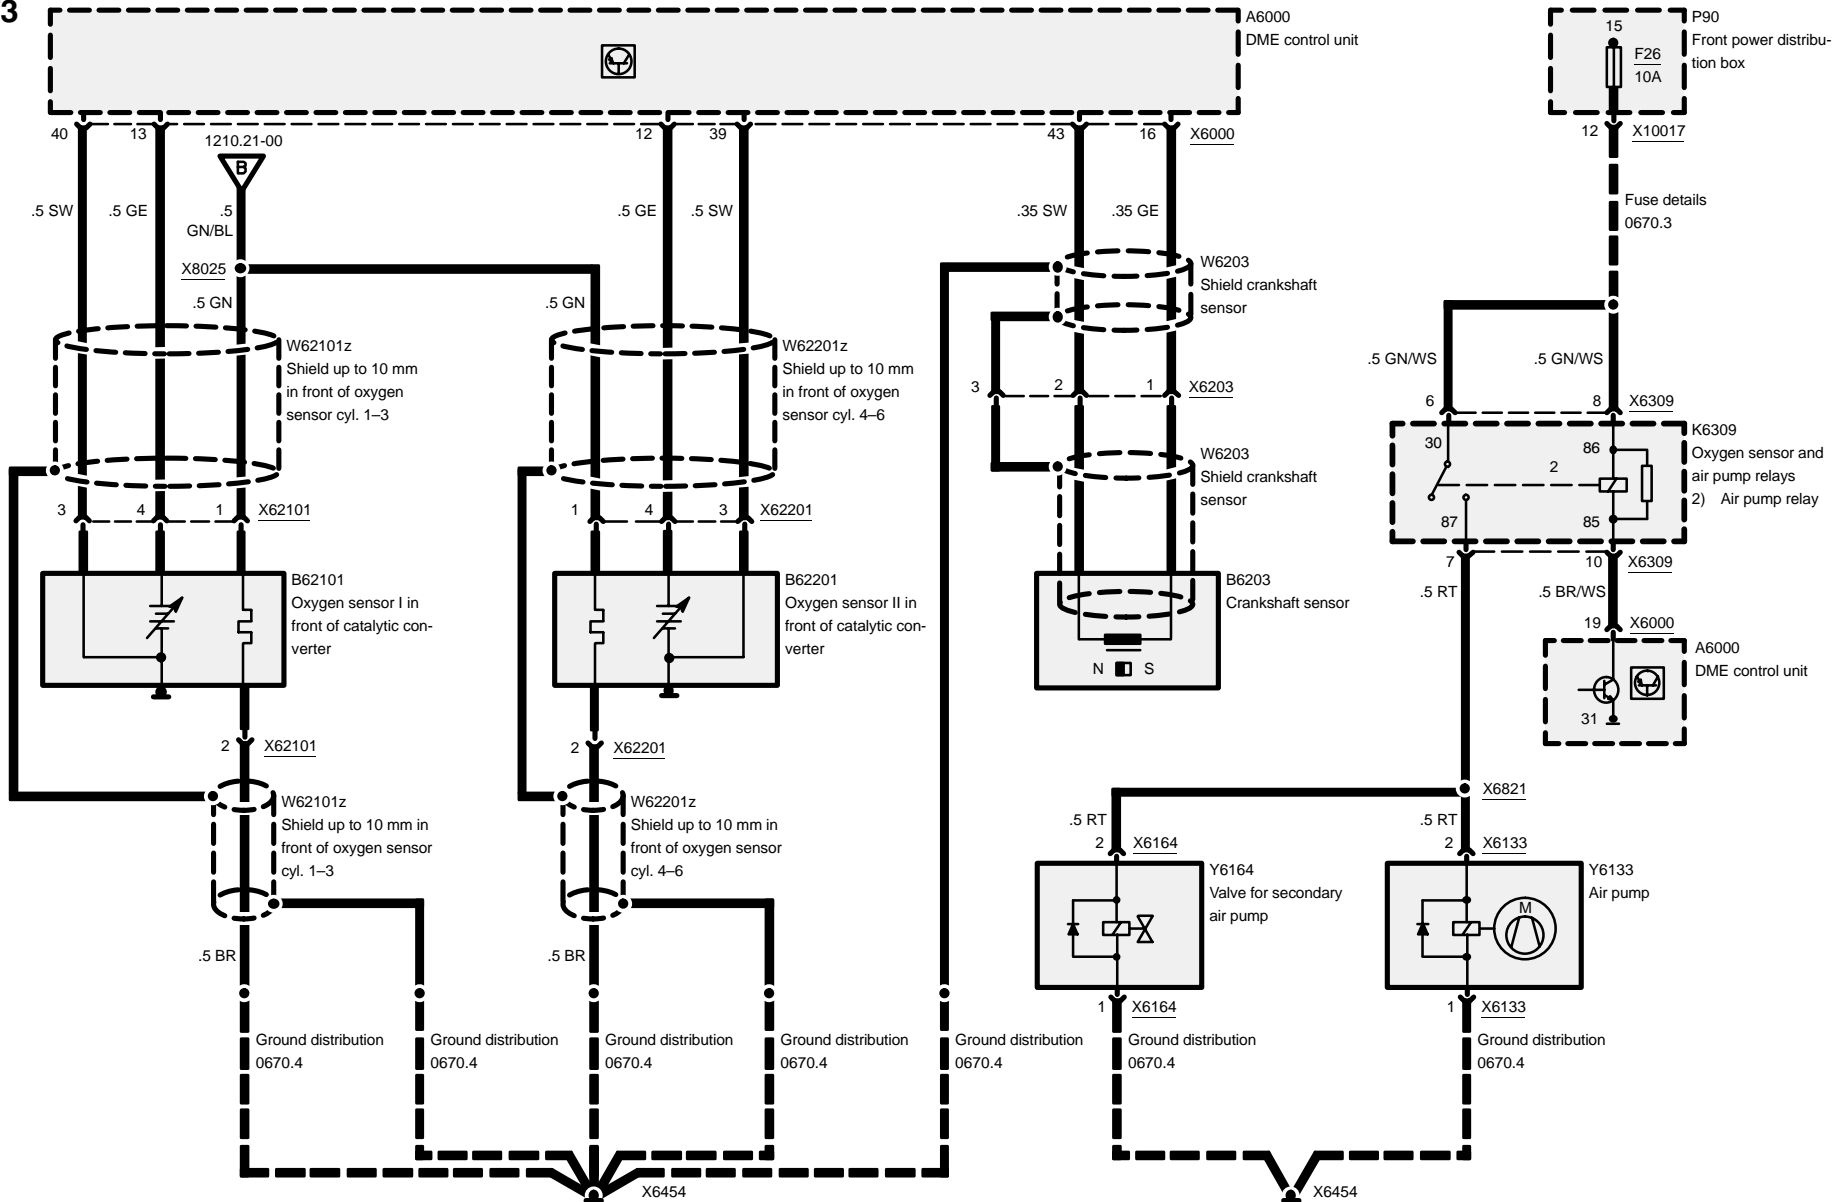 3
A6000
DME control unit
P90
Front power distribu-
tion box
15
F26
10A
40
13
12
39
43
16
X6000
12
X10017
1210.21-00
B
.5 SW
.5 GE
.5
GN/BL
.5 GE
.5 SW
.35 SW
.35 GE
Fuse details
0670.3
X8025
.5 GN
.5 GN
W6203
Shield crankshaft
sensor
W62101z
Shield up to 10 mm
in front of oxygen
sensor cyl. 1–3
W62201z
Shield up to 10 mm
in front of oxygen
sensor cyl. 4–6
.5 GN/WS
.5 GN/WS
3
2
1
X6203
6
8
X6309
W6203
Shield crankshaft
sensor
30
86
2
87
85
K6309
Oxygen sensor and
air pump relays
2) Air pump relay
3
4
1
X62101
1
4
3
X62201
7
10
X6309
B62101
Oxygen sensor I in
front of catalytic con-
verter
B62201
Oxygen sensor II in
front of catalytic con-
verter
B6203
Crankshaft sensor
N
S
.5 RT
.5 BR/WS
19
X6000
A6000
DME control unit
31
2
X62101
2
X62201
W62101z
Shield up to 10 mm in
front of oxygen sensor
cyl. 1–3
W62201z
Shield up to 10 mm in
front of oxygen sensor
cyl. 4–6
X6821
.5 RT
.5 RT
2
X6164
2
X6133
Y6164
Valve for secondary
air pump
M
Y6133
Air pump
.5 BR
.5 BR
1
X6164
1
X6133
Ground distribution
0670.4
Ground distribution
0670.4
Ground distribution
0670.4
Ground distribution
0670.4
Ground distribution
0670.4
Ground distribution
0670.4
Ground distribution
0670.4
X6454
X6454